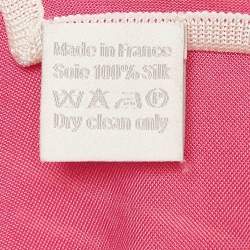 Made in France
Soie 100% Silk
Dry clean only